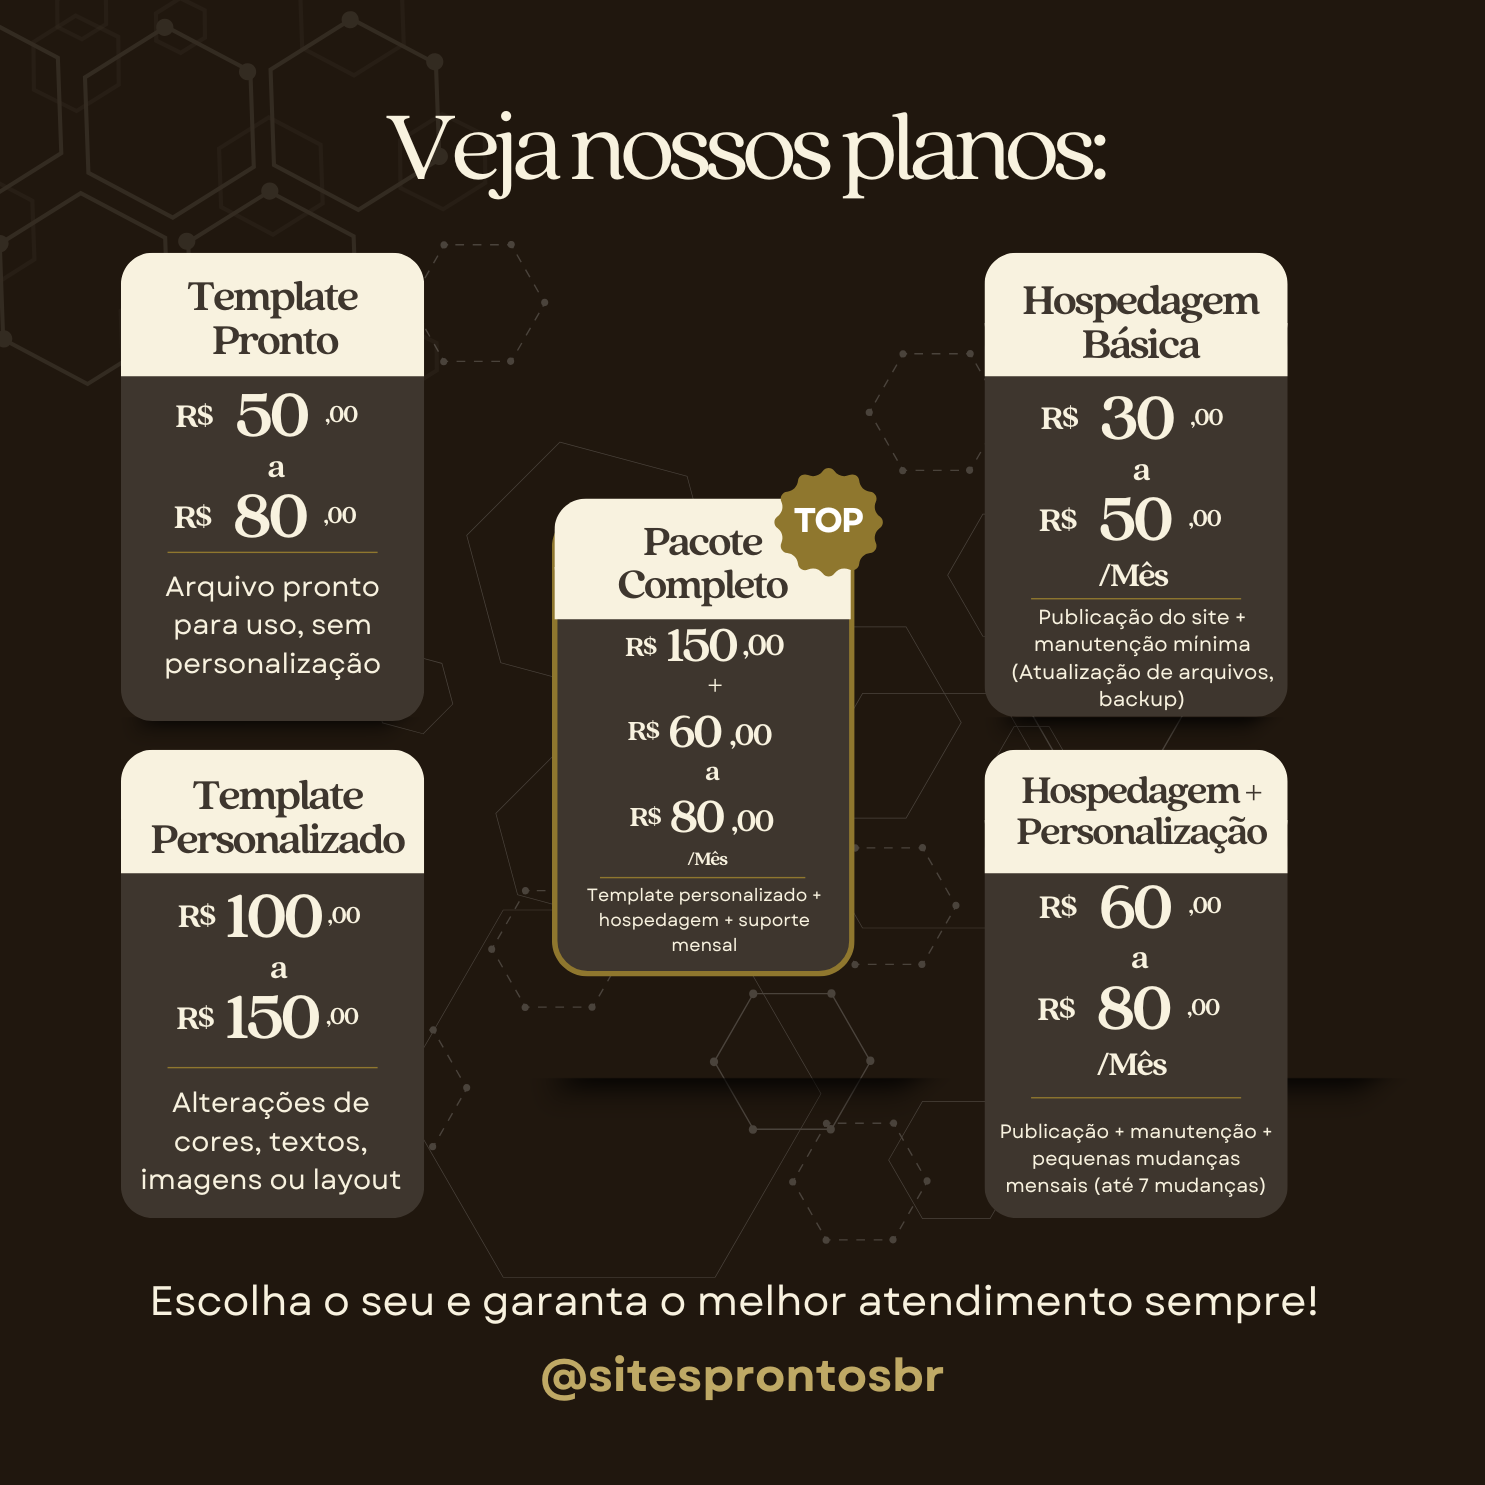 Veja nossos planos:
Template
Pronto
R$ 50 ,00
a
R$ 80 ,00
Arquivo pronto
para uso, sem
personalização
Template
Personalizado
R$ 100 ,00
a
R$ 150 ,00
Alterações de
cores, textos,
imagens ou layout
TOP
Pacote
Completo
R$ 150 ,00
+
R$ 60 ,00
a
R$ 80 ,00
/Mês
Template personalizado +
hospedagem + suporte
mensal
Hospedagem
Básica
R$ 30 ,00
a
R$ 50 ,00
/Mês
Publicação do site +
manutenção mínima
(Atualização de arquivos,
backup)
Hospedagem +
Personalização
R$ 60 ,00
a
R$ 80 ,00
/Mês
Publicação + manutenção +
pequenas mudanças
mensais (até 7 mudanças)
Escolha o seu e garanta o melhor atendimento sempre!
@sitesprontosbr